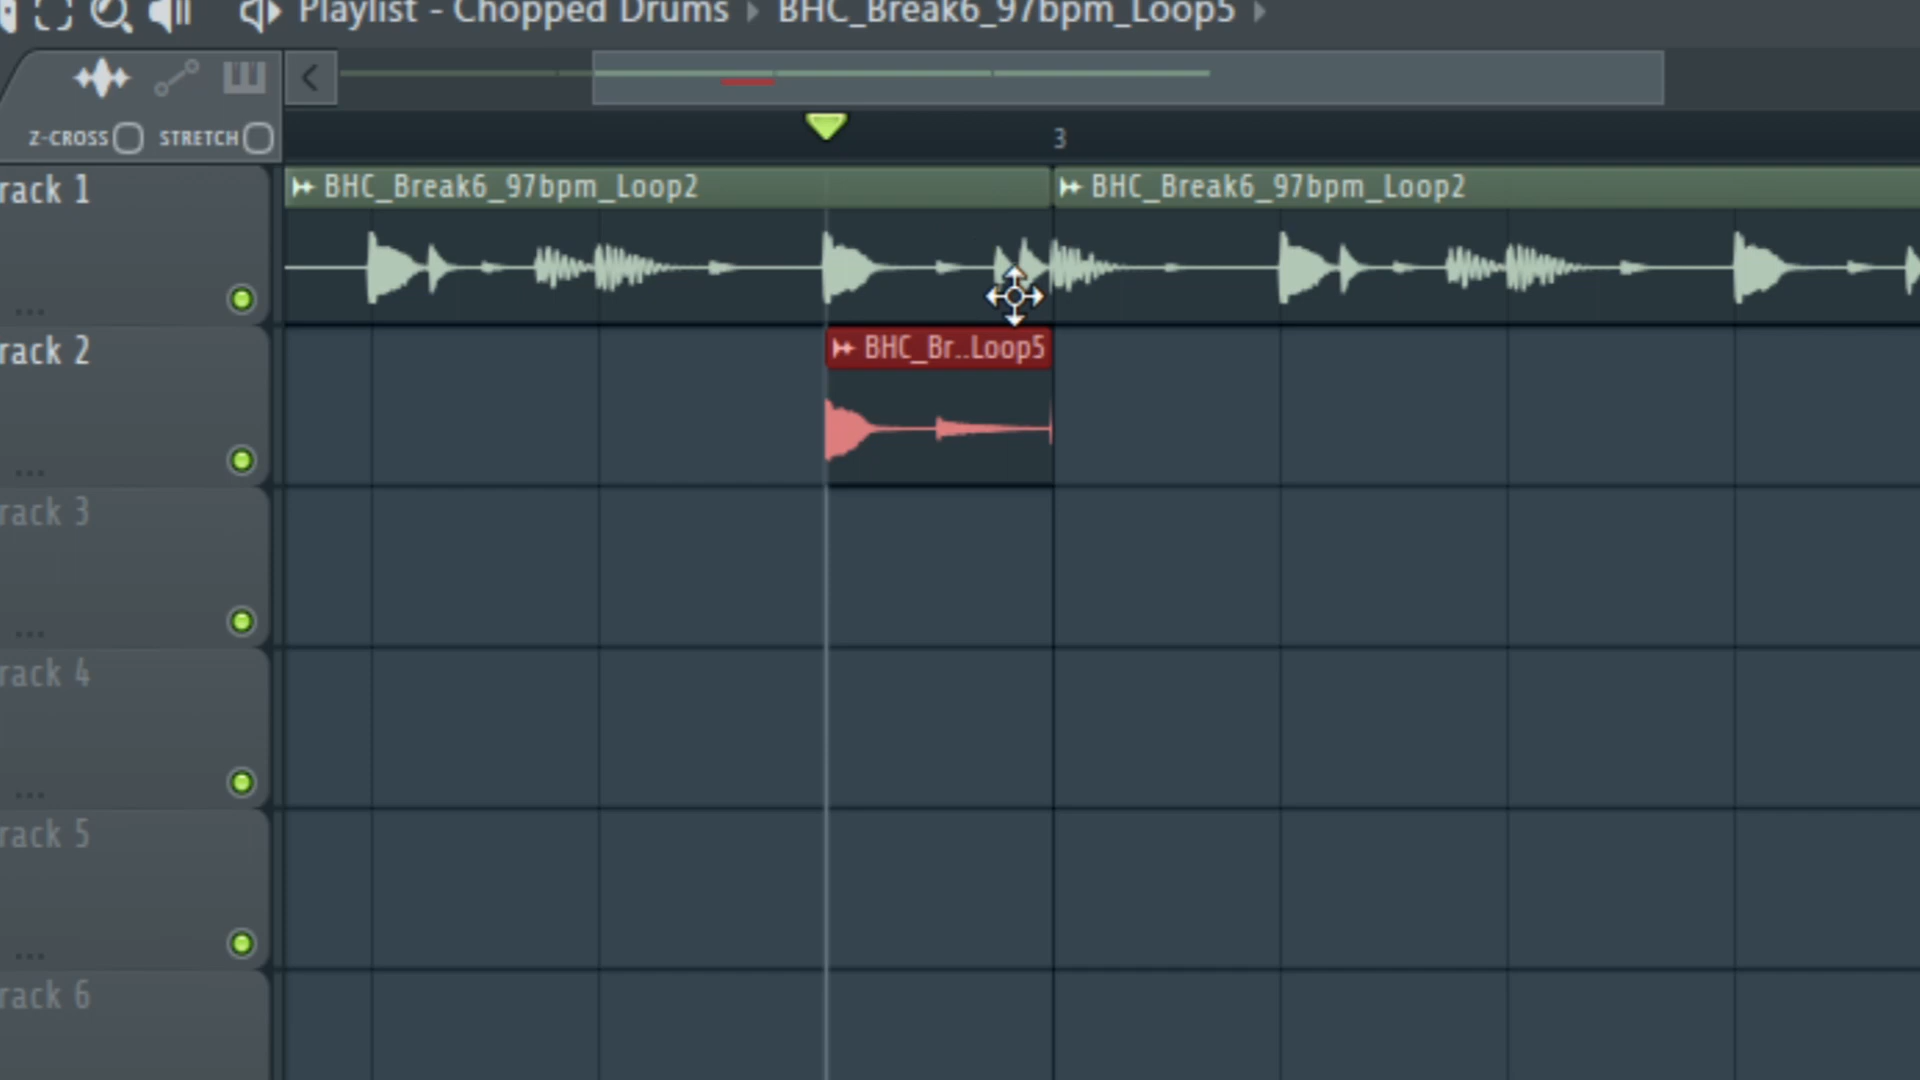 Playlist - Chopped Drums ▸ BHC_Break6_97bpm_Loop5 ▸
Z-CROSS STRETCH
3
rack 1
BHC_Break6_97bpm_Loop2
BHC_Break6_97bpm_Loop2
...
rack 2
BHC_Br..Loop5
...
rack 3
...
rack 4
...
rack 5
...
rack 6